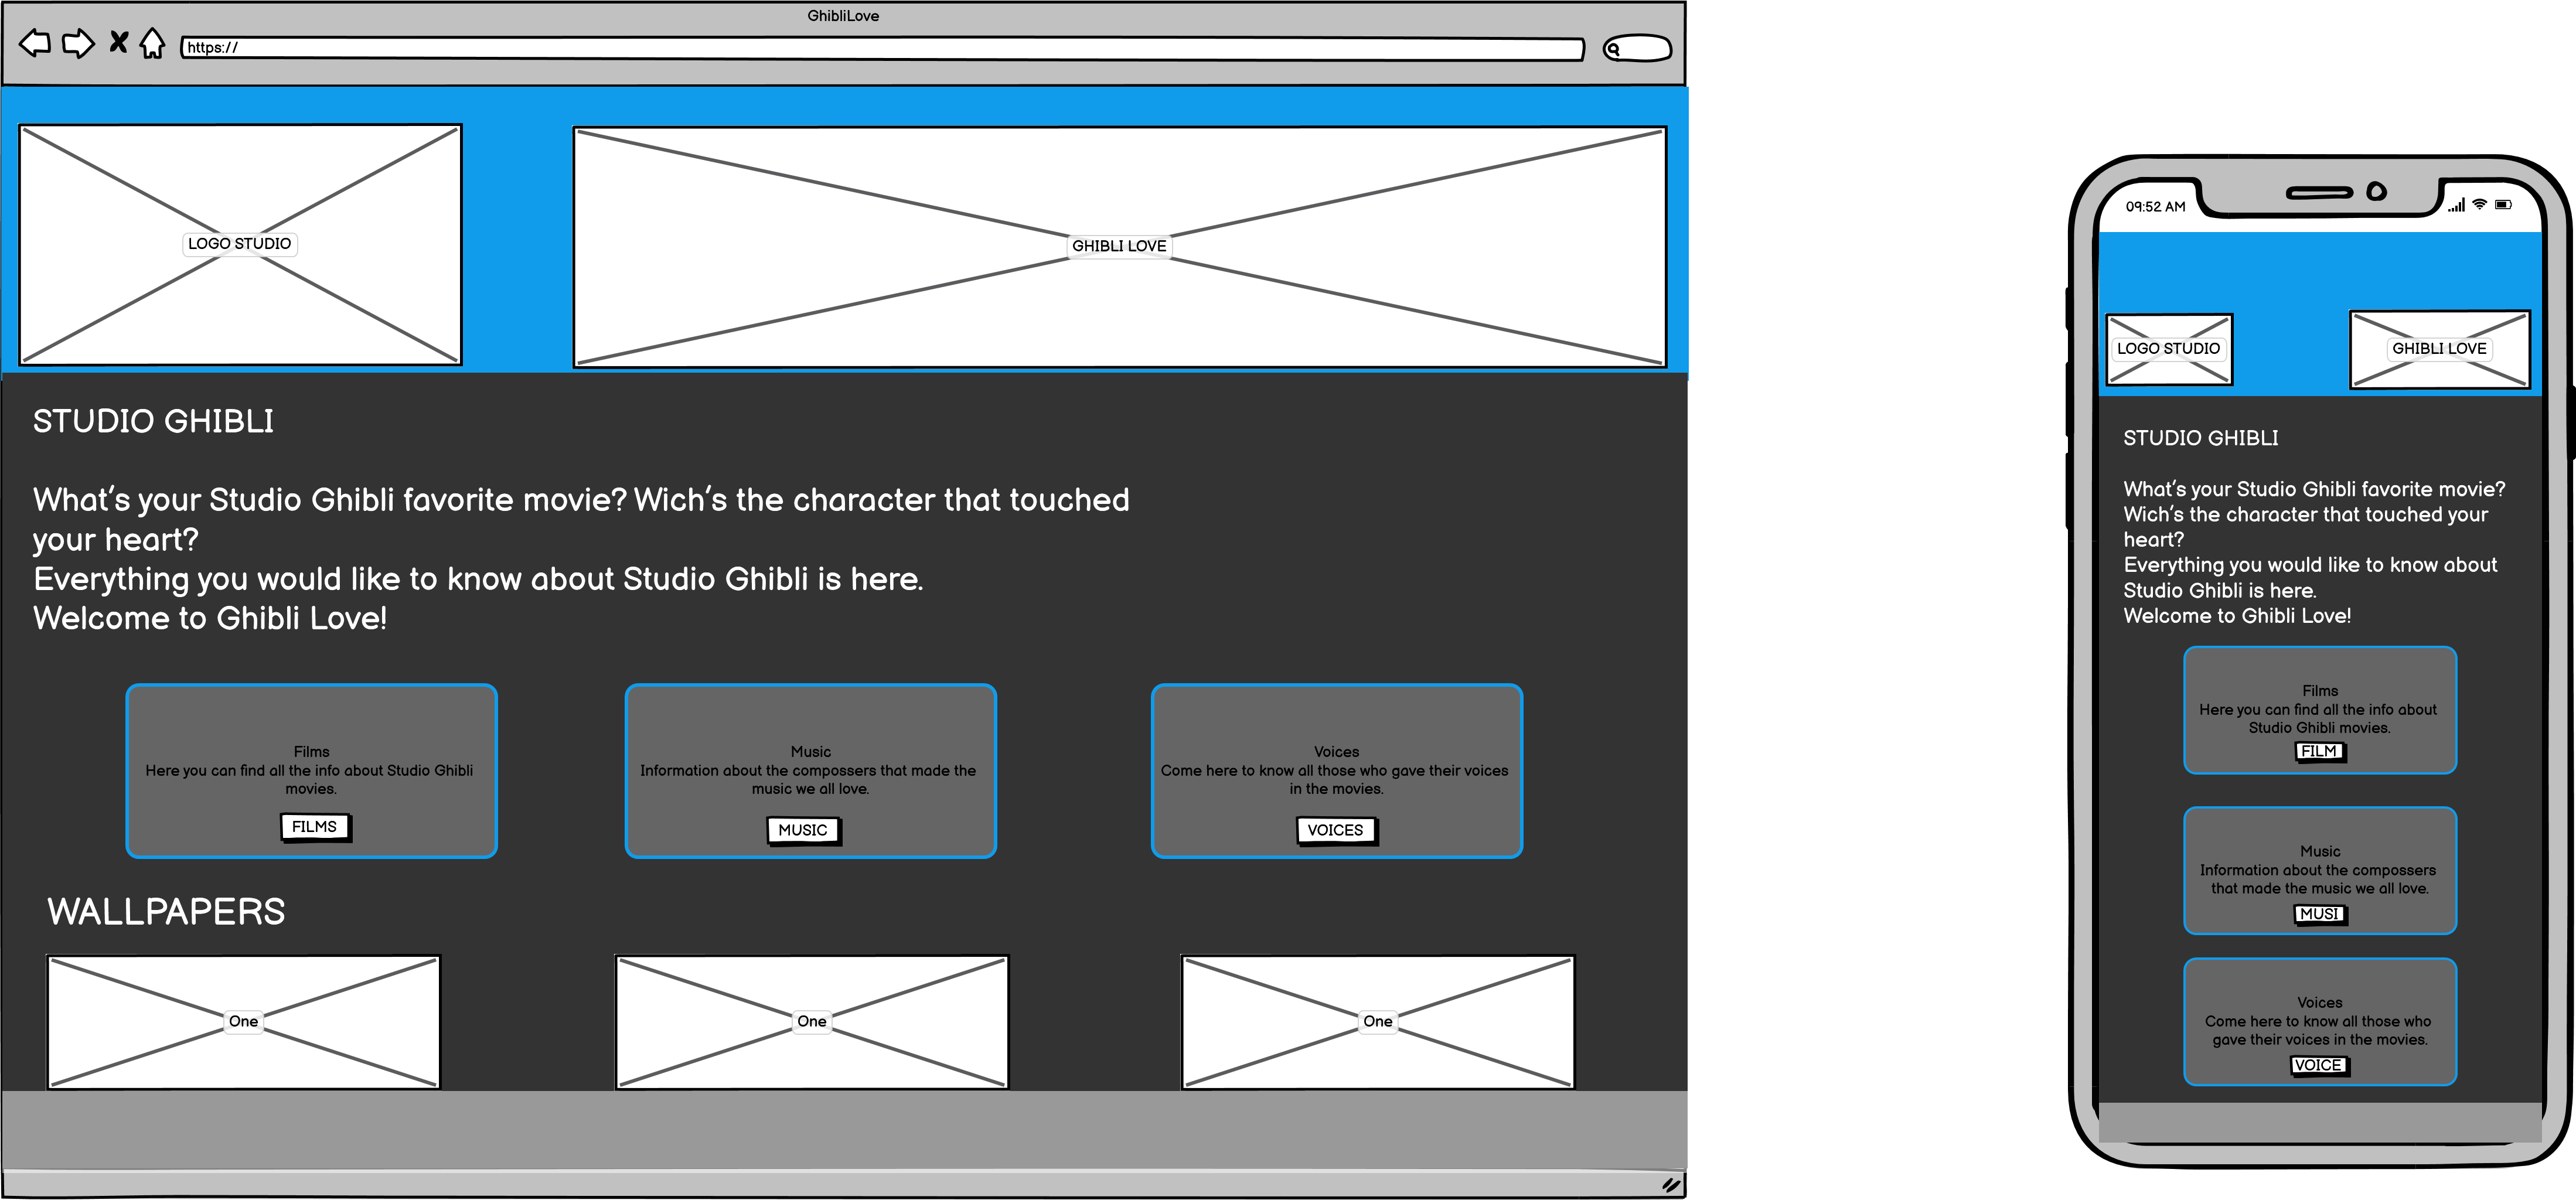 GhibliLove
https://
LOGO STUDIO
GHIBLI LOVE
STUDIO GHIBLI
What's your Studio Ghibli favorite movie? Wich's the character that touched
your heart?
Everything you would like to know about Studio Ghibli is here.
Welcome to Ghibli Love!
Films
Here you can find all the info about Studio Ghibli
movies.
FILMS
Music
Information about the compossers that made the
music we all love.
MUSIC
Voices
Come here to know all those who gave their voices
in the movies.
VOICES
WALLPAPERS
One
One
One
09:52 AM
LOGO STUDIO
GHIBLI LOVE
STUDIO GHIBLI
What's your Studio Ghibli favorite movie?
Wich's the character that touched your
heart?
Everything you would like to know about
Studio Ghibli is here.
Welcome to Ghibli Love!
Films
Here you can find all the info about
Studio Ghibli movies.
FILM
Music
Information about the compossers
that made the music we all love.
MUSI
Voices
Come here to know all those who
gave their voices in the movies.
VOICE